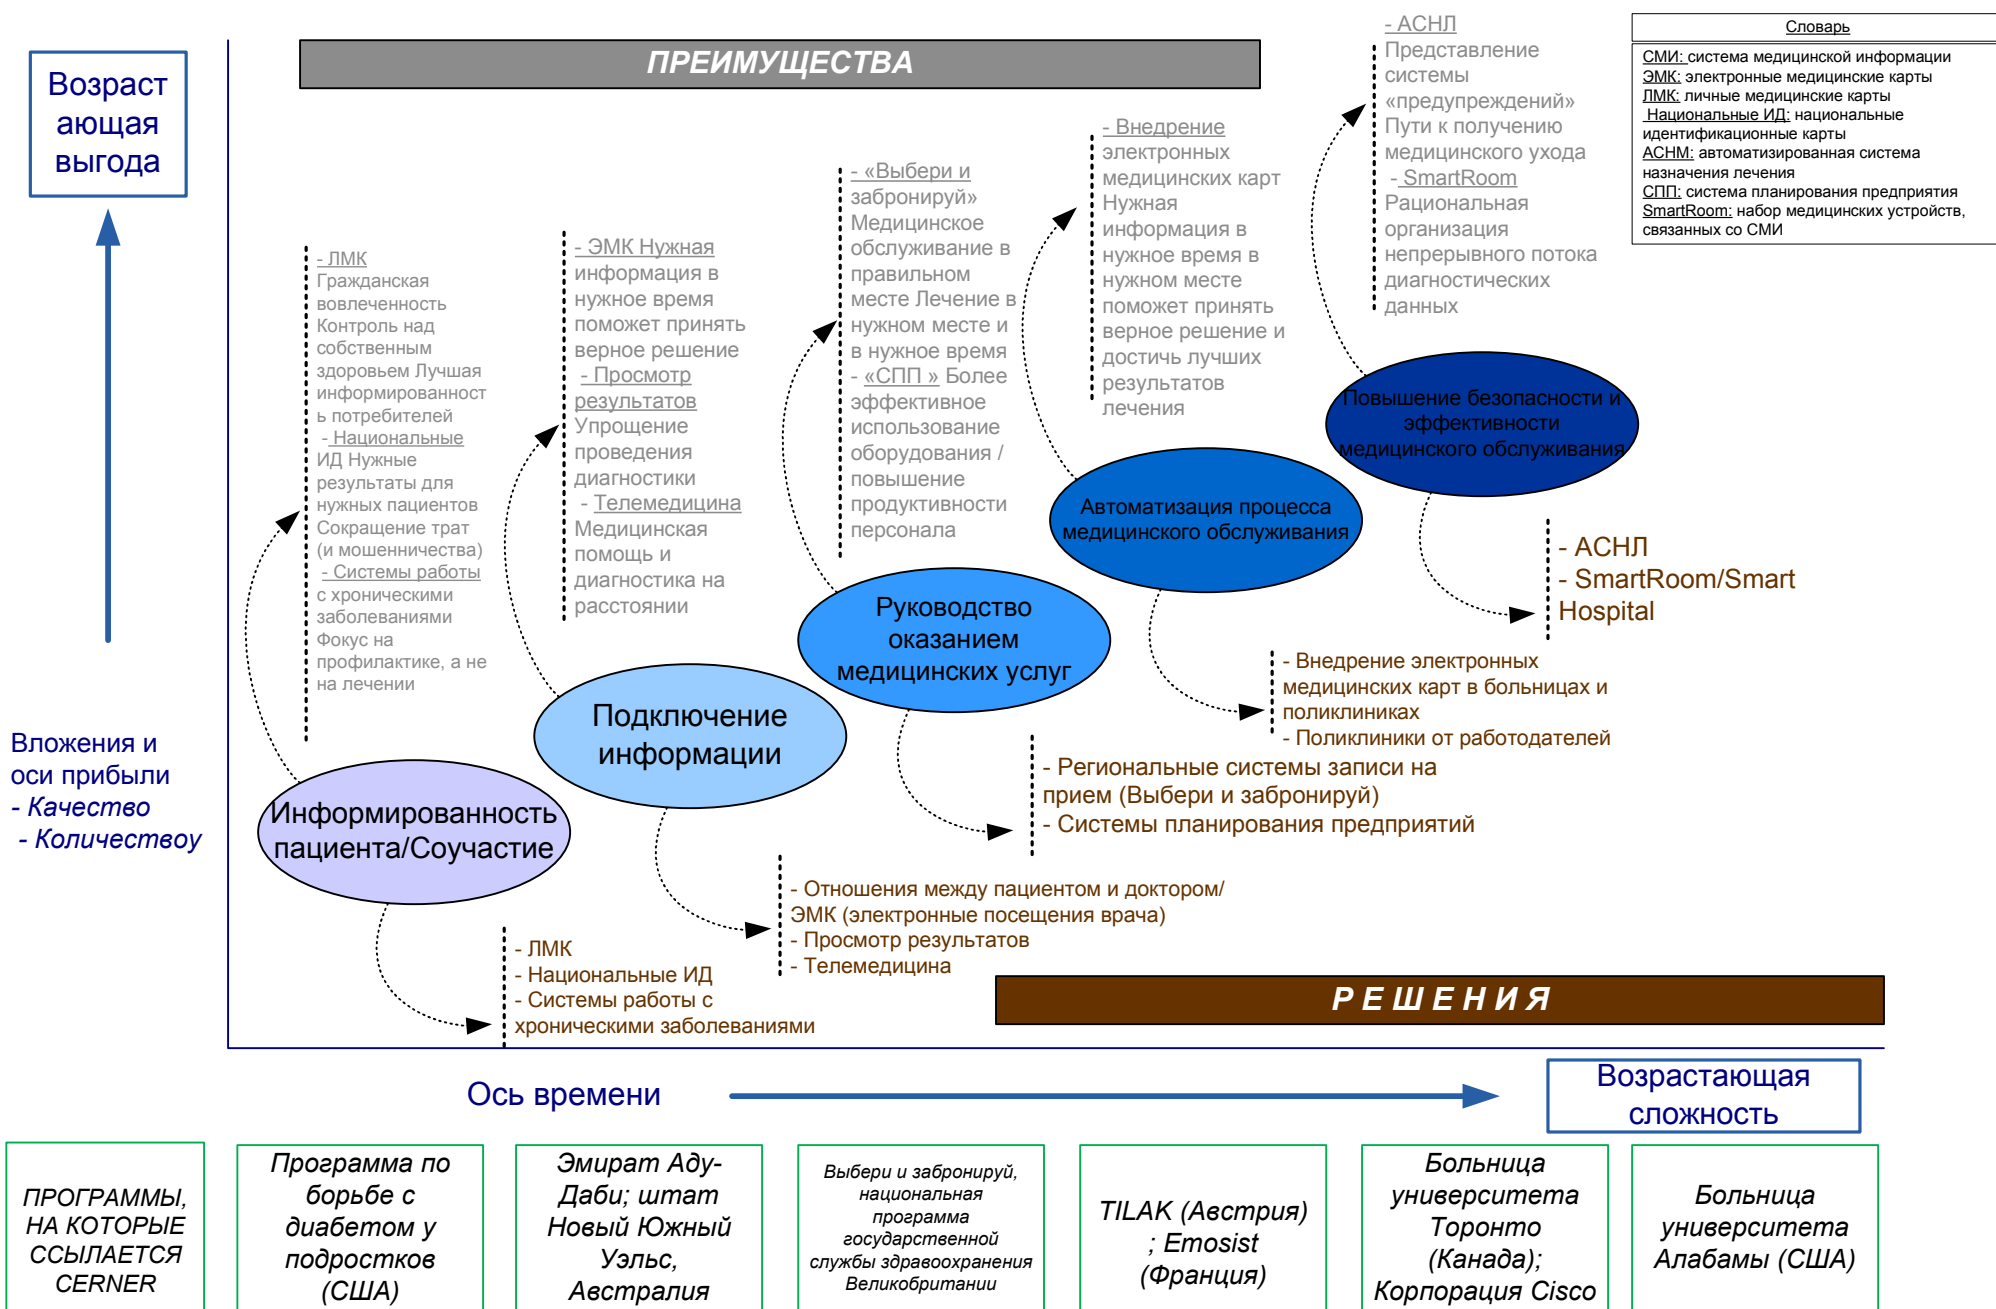 Возраст
ающая
выгода
ПРЕИМУЩЕСТВА
- АСНЛ
Представление
системы
«предупреждений»
Пути к получению
медицинского ухода
- SmartRoom
Рациональная
организация
непрерывного потока
диагностических
данных
Словарь
СМИ: система медицинской информации
ЭМК: электронные медицинские карты
ЛМК: личные медицинские карты
Национальные ИД: национальные
идентификационные карты
АСНМ: автоматизированная система
назначения лечения
СПП: система планирования предприятия
SmartRoom: набор медицинских устройств,
связанных со СМИ
- Внедрение
электронных
медицинских карт
Нужная
информация в
нужное время в
нужном месте
поможет принять
верное решение и
достичь лучших
результатов
лечения
- «Выбери и
забронируй»
Медицинское
обслуживание в
правильном
месте Лечение в
нужном месте и
в нужное время
- «СПП » Более
эффективное
использование
оборудования /
повышение
продуктивности
персонала
- ЭМК Нужная
информация в
нужное время
поможет принять
верное решение
- Просмотр
результатов
Упрощение
проведения
диагностики
- Телемедицина
Медицинская
помощь и
диагностика на
расстоянии
- ЛМК
Гражданская
вовлеченность
Контроль над
собственным
здоровьем Лучшая
информированност
ь потребителей
- Национальные
ИД Нужные
результаты для
нужных пациентов
Сокращение трат
(и мошенничества)
- Системы работы
с хроническими
заболеваниями
Фокус на
профилактике, а не
на лечении
Повышение безопасности и
эффективности
медицинского обслуживания
Автоматизация процесса
медицинского обслуживания
Руководство
оказанием
медицинских услуг
Подключение
информации
Информированность
пациента/Соучастие
Вложения и
оси прибыли
- Качество
- Количествоу
- АСНЛ
- SmartRoom/Smart
Hospital
- Внедрение электронных
медицинских карт в больницах и
поликлиниках
- Поликлиники от работодателей
- Региональные системы записи на
прием (Выбери и забронируй)
- Системы планирования предприятий
- Отношения между пациентом и доктором/
ЭМК (электронные посещения врача)
- Просмотр результатов
- Телемедицина
- ЛМК
- Национальные ИД
- Системы работы с
хроническими заболеваниями
РЕШЕНИЯ
Ось времени
Возрастающая
сложность
ПРОГРАММЫ,
НА КОТОРЫЕ
ССЫЛАЕТСЯ
CERNER
Программа по
борьбе с
диабетом у
подростков
(США)
Эмират Аду-
Даби; штат
Новый Южный
Уэльс,
Австралия
Выбери и забронируй,
национальная
программа
государственной
службы здравоохранения
Великобритании
TILAK (Австрия)
; Emosist
(Франция)
Больница
университета
Торонто
(Канада);
Корпорация Cisco
Больница
университета
Алабамы (США)